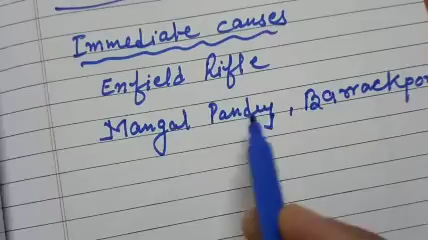 Immediate causes
Enfield Rifle
Mangal Pandey, Barrackpo